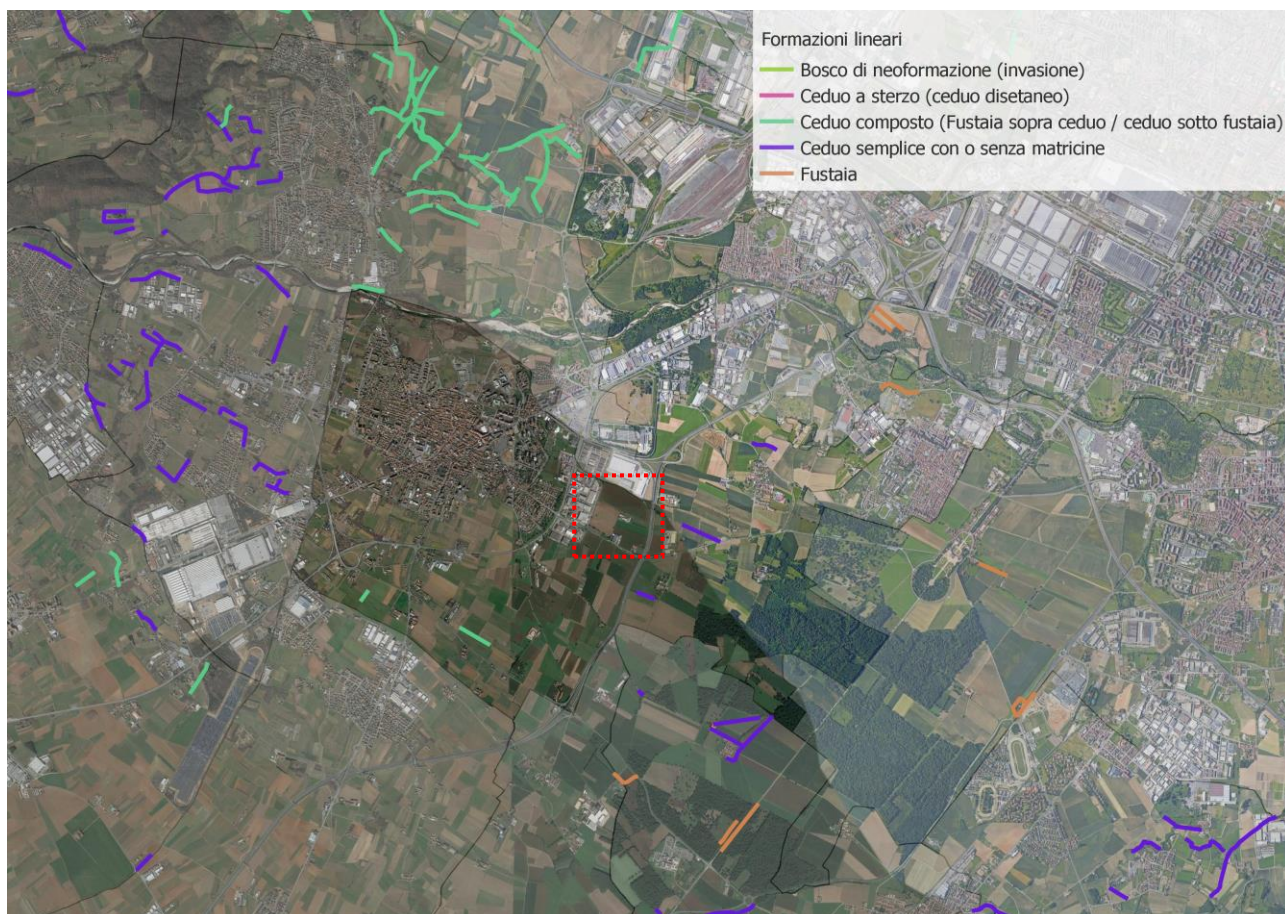 Formazioni lineari
Bosco di neoformazione (invasione)
Ceduo a sterzo (ceduo disetaneo)
Ceduo composto (Fustaia sopra ceduo / ceduo sotto fustaia)
Ceduo semplice con o senza matricine
Fustaia